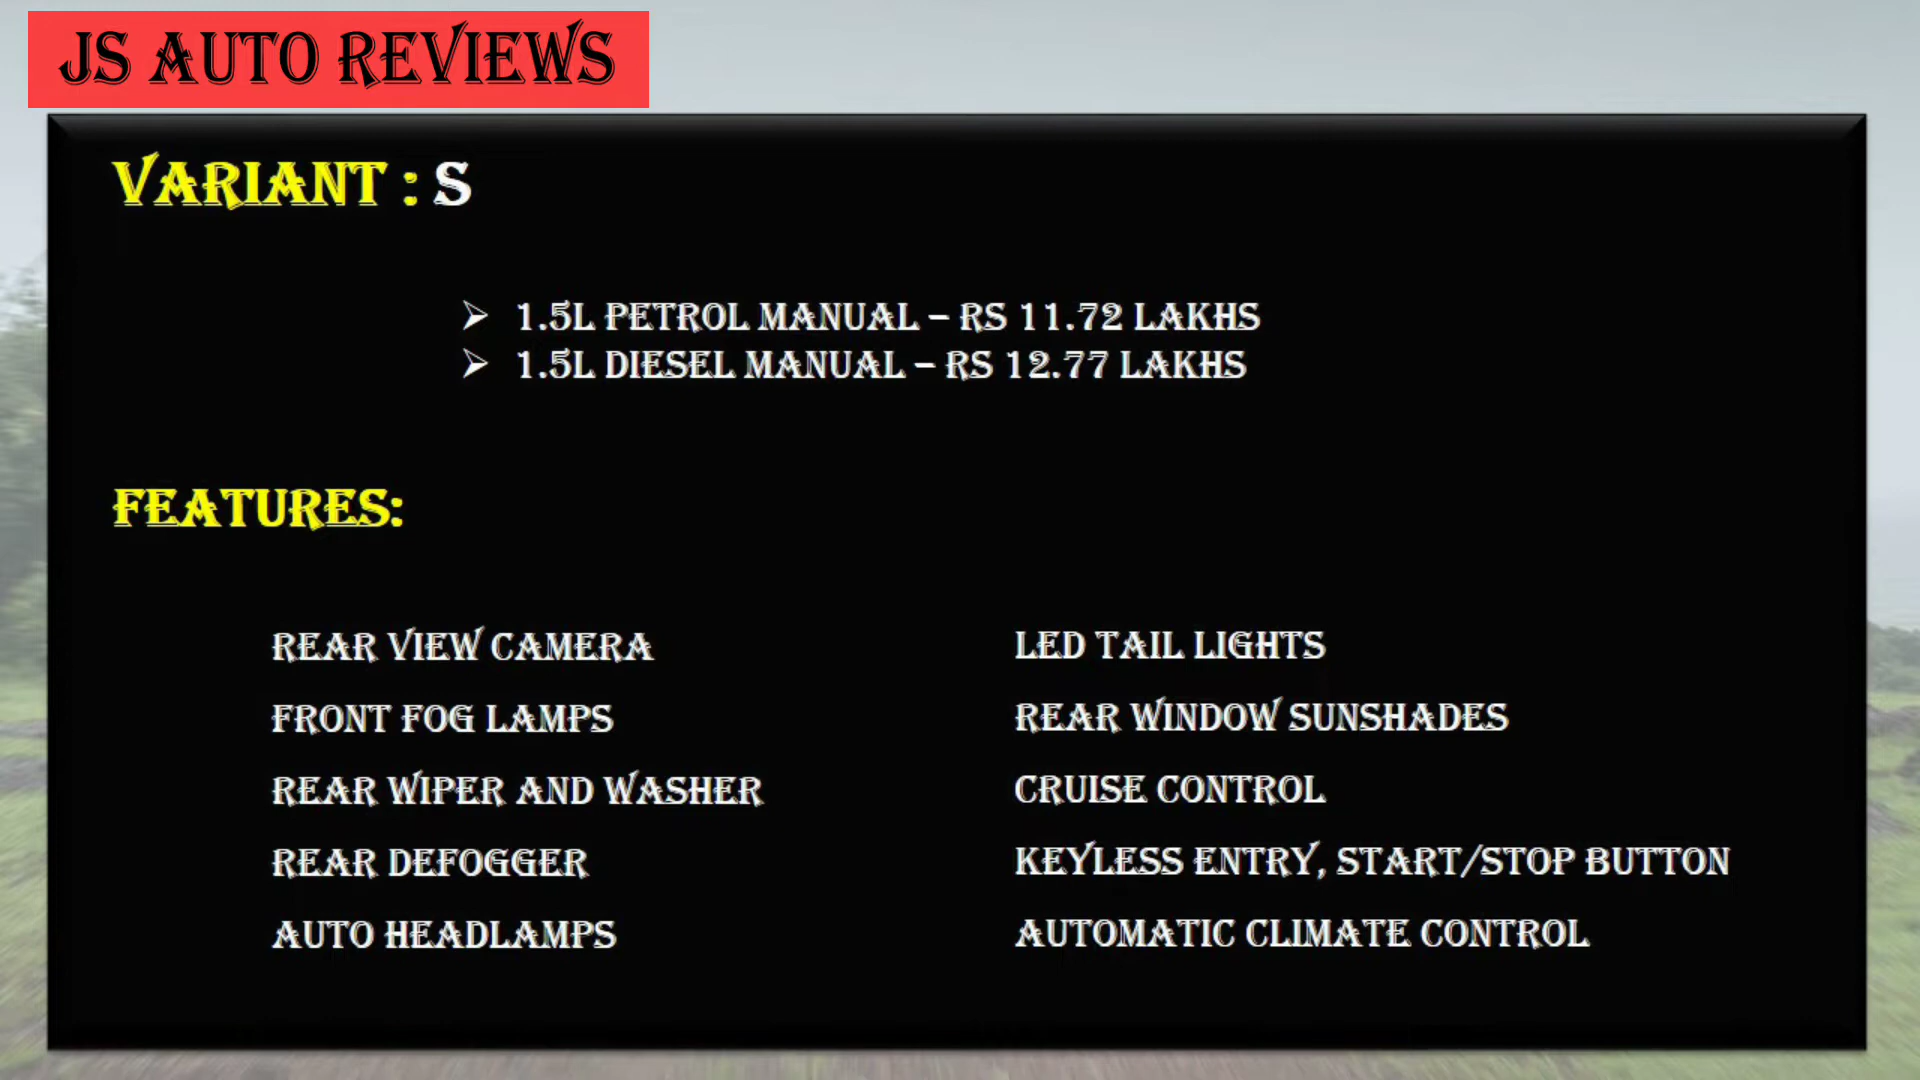 JS AUTO REVIEWS
VARIANT : S
➢ 1.5L PETROL MANUAL – RS 11.72 LAKHS
➢ 1.5L DIESEL MANUAL – RS 12.77 LAKHS
FEATURES:
REAR VIEW CAMERA
FRONT FOG LAMPS
REAR WIPER AND WASHER
REAR DEFOGGER
AUTO HEADLAMPS
LED TAIL LIGHTS
REAR WINDOW SUNSHADES
CRUISE CONTROL
KEYLESS ENTRY, START/STOP BUTTON
AUTOMATIC CLIMATE CONTROL